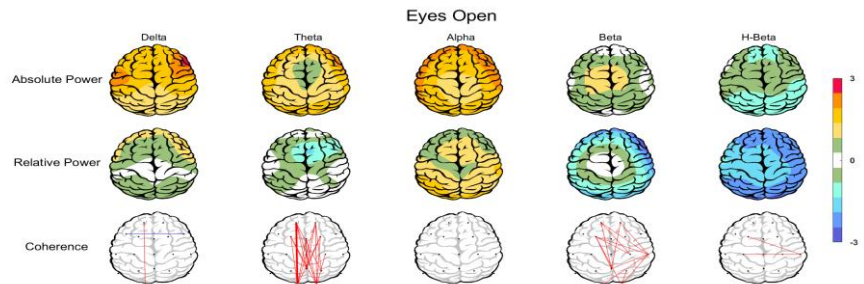 Eyes Open
Delta Theta Alpha Beta H-Beta
Absolute Power
3
Relative Power
0
Coherence
-3